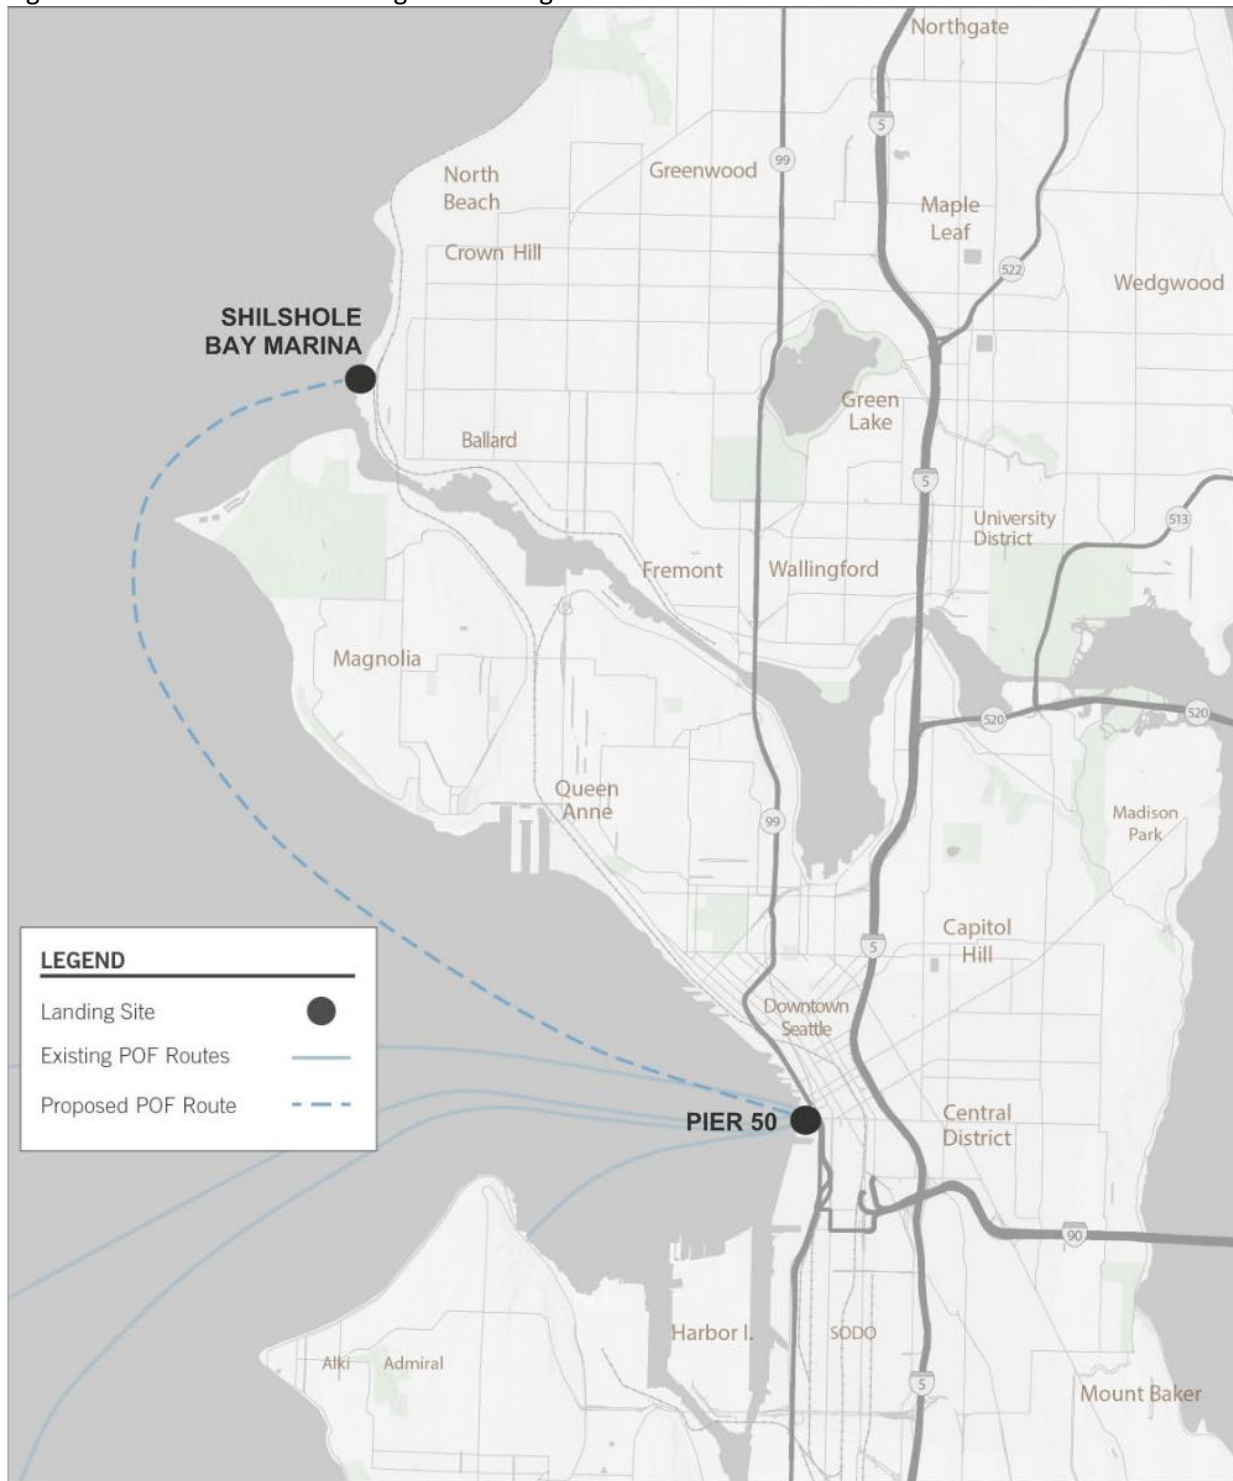 Northgate
5
99
Greenwood
North
Beach
Maple
Leaf
Crown Hill
522
Wedgwood
SHILSHOLE
BAY MARINA
Green
Lake
Ballard
5
513
University
District
Fremont
Wallingford
Magnolia
520
520
Queen
Anne
99
Madison
Park
Capitol
Hill
5
LEGEND
Landing Site
Existing POF Routes
Proposed POF Route
Downtown
Seattle
PIER 50
Central
District
90
Harbor I.
SODO
Alki
Admiral
5
Mount Baker